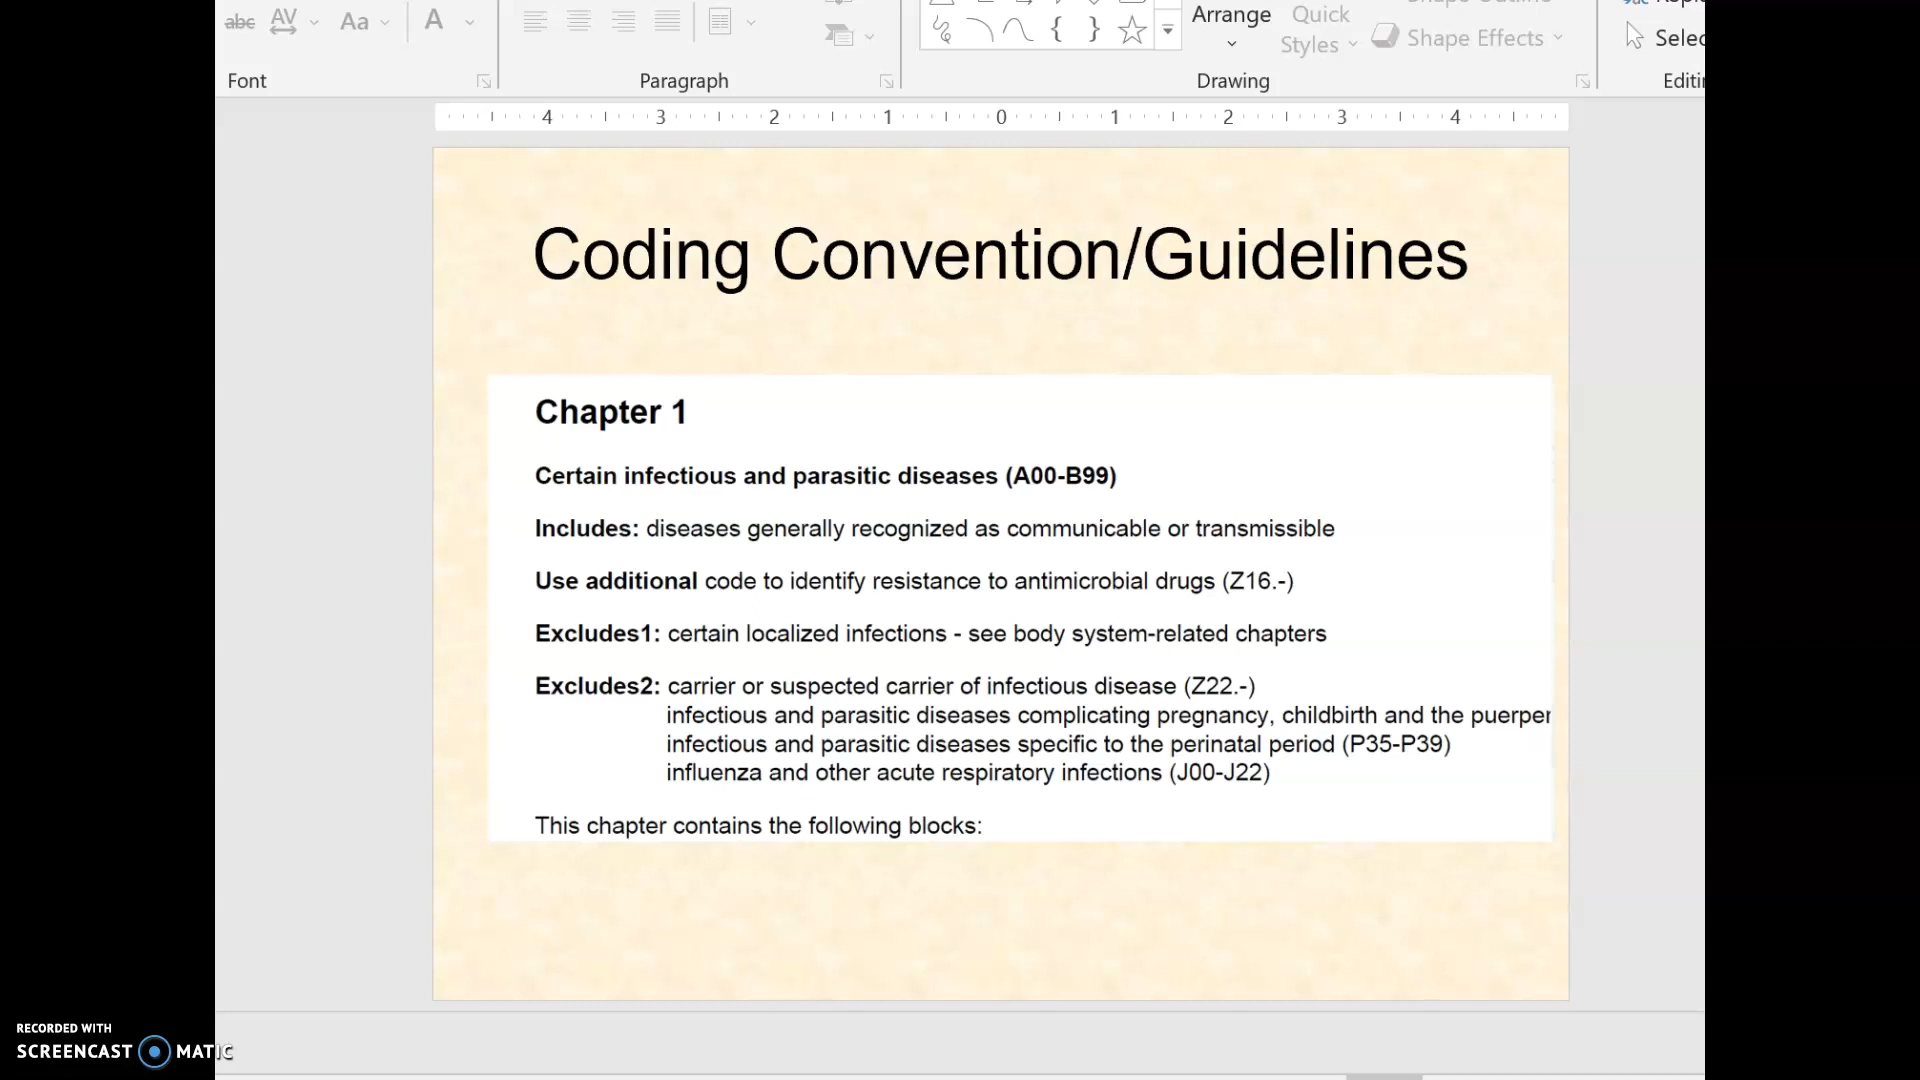 abc AV Aa A
Arrange
Quick
Styles
Shape Effects
Selec
Font
Paragraph
Drawing
Editin
4 3 2 1 0 1 2 3 4
Coding Convention/Guidelines
Chapter 1
Certain infectious and parasitic diseases (A00-B99)
Includes: diseases generally recognized as communicable or transmissible
Use additional code to identify resistance to antimicrobial drugs (Z16.-)
Excludes1: certain localized infections - see body system-related chapters
Excludes2: carrier or suspected carrier of infectious disease (Z22.-)
infectious and parasitic diseases complicating pregnancy, childbirth and the puerper
infectious and parasitic diseases specific to the perinatal period (P35-P39)
influenza and other acute respiratory infections (J00-J22)
This chapter contains the following blocks:
RECORDED WITH
SCREENCAST MATIC